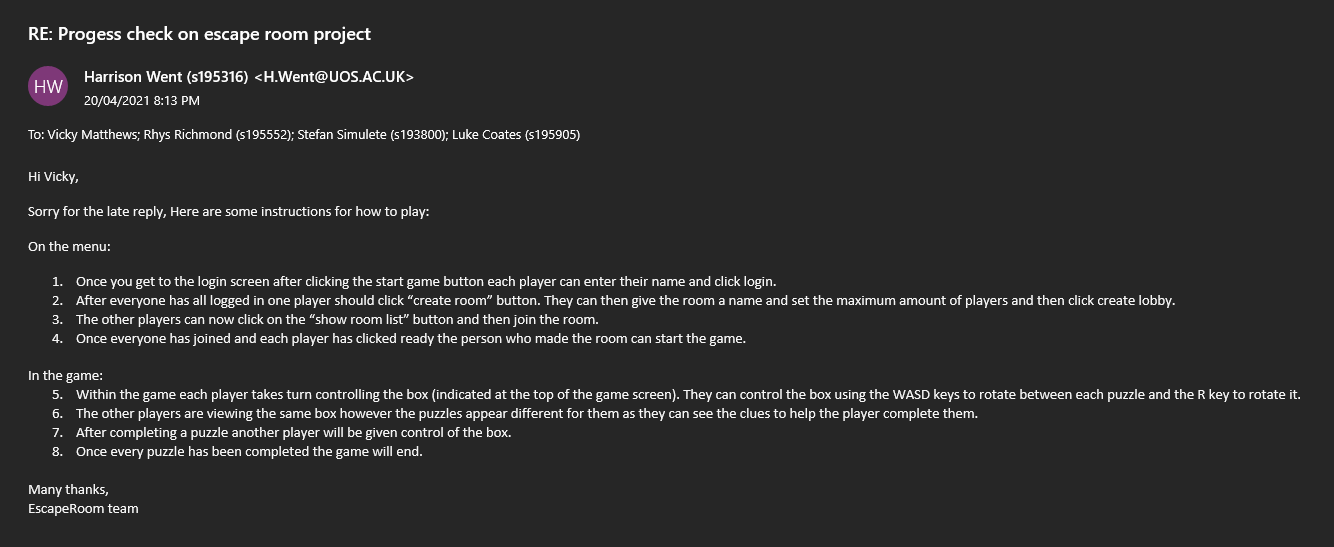 RE: Progess check on escape room project
HW
Harrison Went (s195316) <H.Went@UOS.AC.UK>
20/04/2021 8:13 PM
To: Vicky Matthews; Rhys Richmond (s195552); Stefan Simulete (s193800); Luke Coates (s195905)
Hi Vicky,
Sorry for the late reply, Here are some instructions for how to play:
On the menu:
1. Once you get to the login screen after clicking the start game button each player can enter their name and click login.
2. After everyone has all logged in one player should click “create room” button. They can then give the room a name and set the maximum amount of players and then click create lobby.
3. The other players can now click on the “show room list” button and then join the room.
4. Once everyone has joined and each player has clicked ready the person who made the room can start the game.
In the game:
5. Within the game each player takes turn controlling the box (indicated at the top of the game screen). They can control the box using the WASD keys to rotate between each puzzle and the R key to rotate it.
6. The other players are viewing the same box however the puzzles appear different for them as they can see the clues to help the player complete them.
7. After completing a puzzle another player will be given control of the box.
8. Once every puzzle has been completed the game will end.
Many thanks,
EscapeRoom team